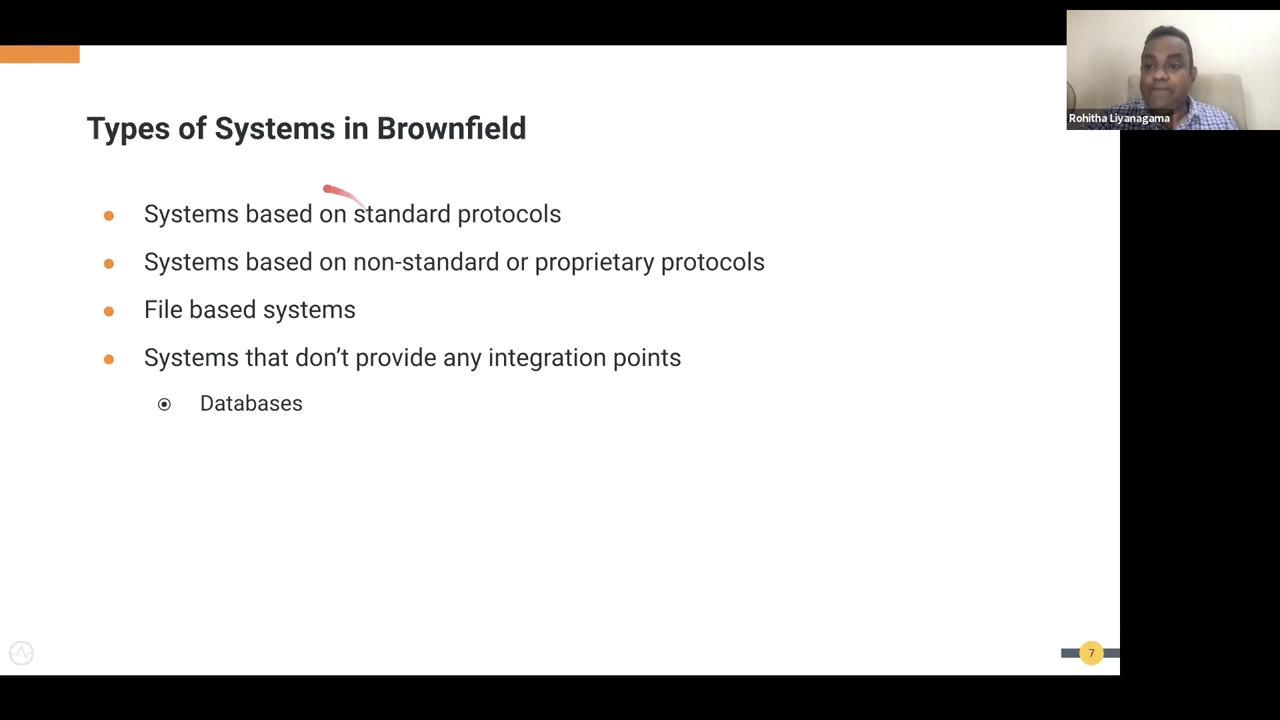 Rohitha Liyanagama
Types of Systems in Brownfield
Systems based on standard protocols
Systems based on non-standard or proprietary protocols
File based systems
Systems that don’t provide any integration points
Databases
7